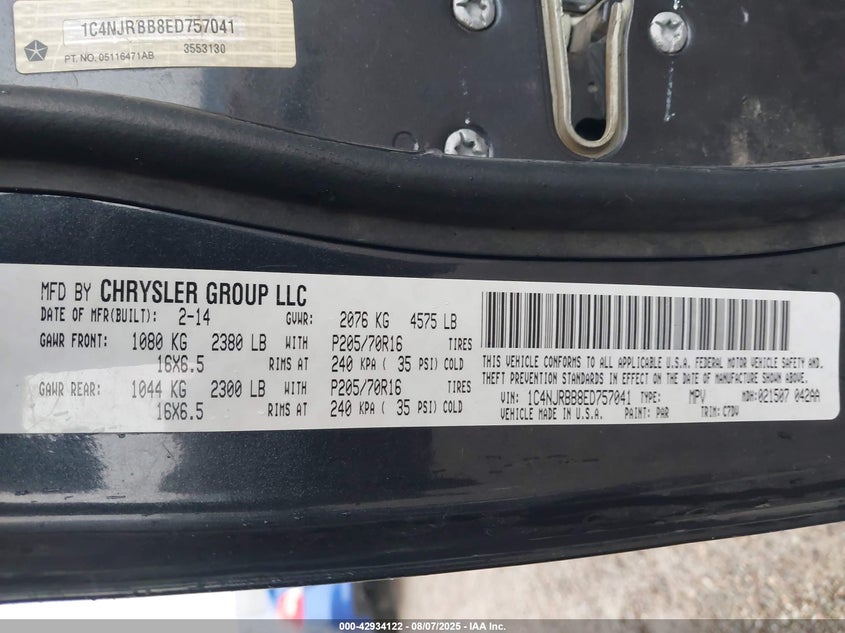 1C4NJRBB8ED757041
3553130
PT. NO. 05116471AB
MFD BY CHRYSLER GROUP LLC
DATE OF MFR(BUILT): 2-14 GVWR: 2076 KG 4575 LB
GAWR FRONT: 1080 KG 2380 LB WITH P205/70R16 TIRES
16X6.5 RIMS AT 240 KPA ( 35 PSI) COLD
GAWR REAR: 1044 KG 2300 LB WITH P205/70R16 TIRES
16X6.5 RIMS AT 240 KPA ( 35 PSI) COLD
THIS VEHICLE CONFORMS TO ALL APPLICABLE U.S.A. FEDERAL MOTOR VEHICLE SAFETY AND
THEFT PREVENTION STANDARDS IN EFFECT ON THE DATE OF MANUFACTURE SHOWN ABOVE.
VIN: 1C4NJRBB8ED757041 TYPE: MPV MDH: 021507 042AA
VEHICLE MADE IN U.S.A. PAINT: PAR TRIM: C7DV
000-42934122 - 08/07/2025 - IAA Inc.